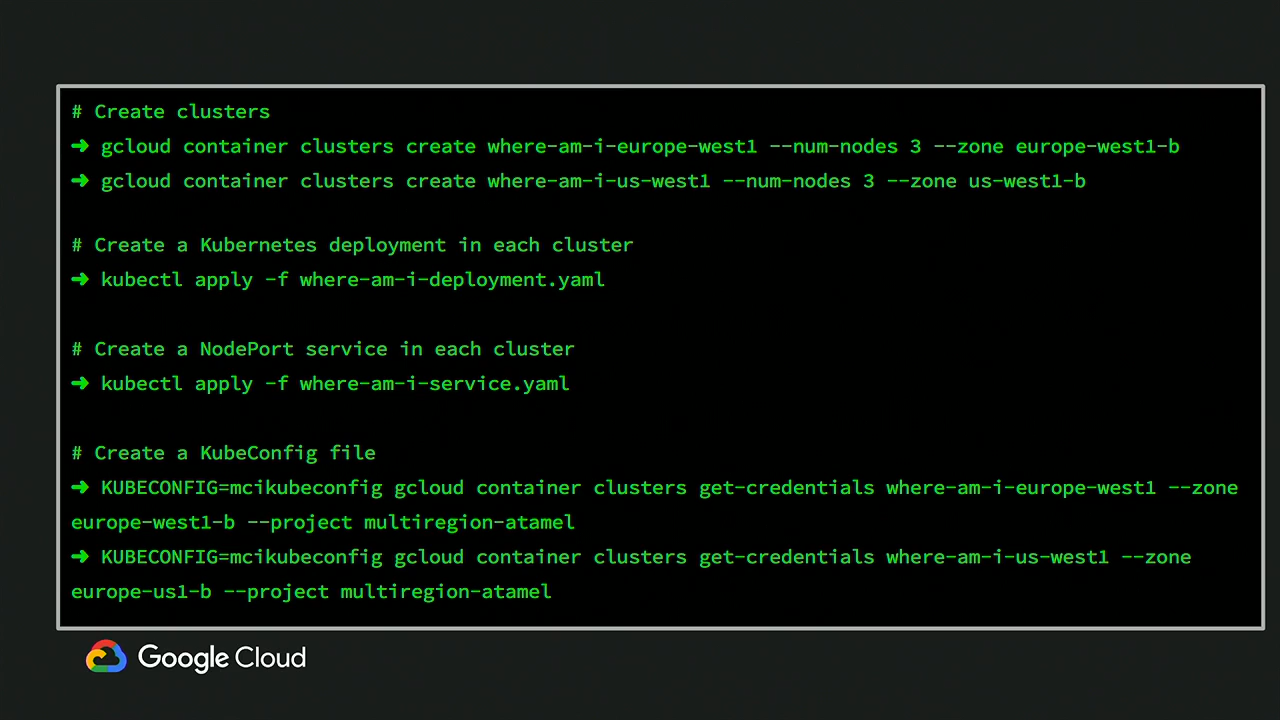 # Create clusters
➜ gcloud container clusters create where-am-i-europe-west1 --num-nodes 3 --zone europe-west1-b
➜ gcloud container clusters create where-am-i-us-west1 --num-nodes 3 --zone us-west1-b
# Create a Kubernetes deployment in each cluster
➜ kubectl apply -f where-am-i-deployment.yaml
# Create a NodePort service in each cluster
➜ kubectl apply -f where-am-i-service.yaml
# Create a KubeConfig file
➜ KUBECONFIG=mcikubeconfig gcloud container clusters get-credentials where-am-i-europe-west1 --zone
europe-west1-b --project multiregion-atamel
➜ KUBECONFIG=mcikubeconfig gcloud container clusters get-credentials where-am-i-us-west1 --zone
europe-us1-b --project multiregion-atamel
Google Cloud